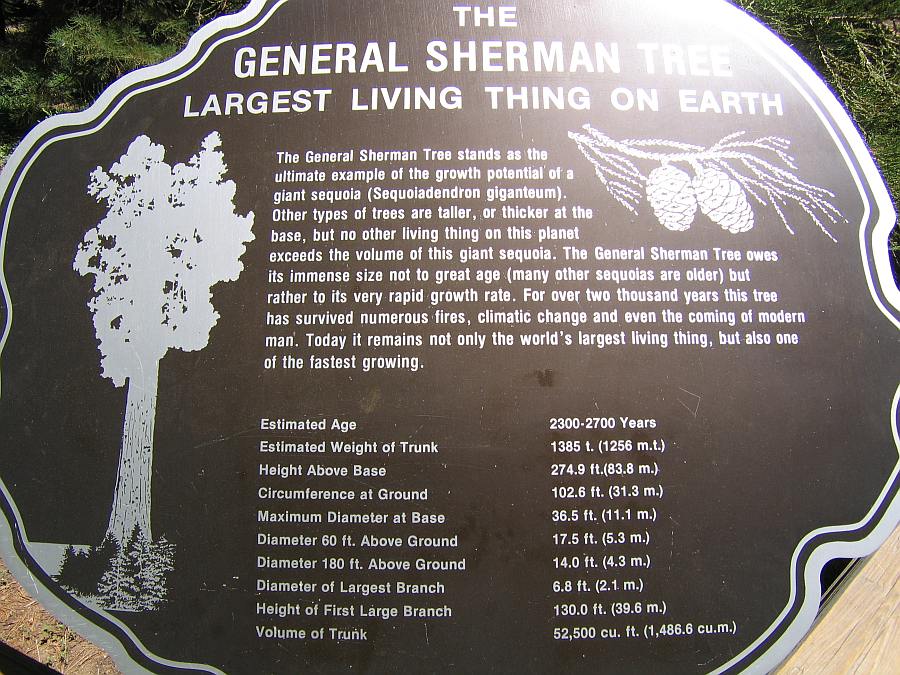 THE
GENERAL SHERMAN TREE
LARGEST LIVING THING ON EARTH
The General Sherman Tree stands as the
ultimate example of the growth potential of a
giant sequoia (Sequoiadendron giganteum).
Other types of trees are taller, or thicker at the
base, but no other living thing on this planet
exceeds the volume of this giant sequoia. The General Sherman Tree owes
its immense size not to great age (many other sequoias are older) but
rather to its very rapid growth rate. For over two thousand years this tree
has survived numerous fires, climatic change and even the coming of modern
man. Today it remains not only the world's largest living thing, but also one
of the fastest growing.
Estimated Age 2300-2700 Years
Estimated Weight of Trunk 1385 t. (1256 m.t.)
Height Above Base 274.9 ft.(83.8 m.)
Circumference at Ground 102.6 ft. (31.3 m.)
Maximum Diameter at Base 36.5 ft. (11.1 m.)
Diameter 60 ft. Above Ground 17.5 ft. (5.3 m.)
Diameter 180 ft. Above Ground 14.0 ft. (4.3 m.)
Diameter of Largest Branch 6.8 ft. (2.1 m.)
Height of First Large Branch 130.0 ft. (39.6 m.)
Volume of Trunk 52,500 cu. ft. (1,486.6 cu.m.)